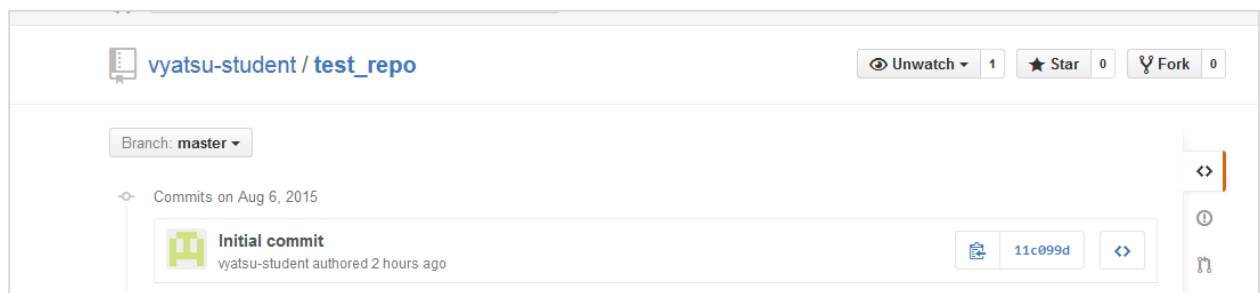 vyatsu-student / test_repo
Unwatch 1 Star 0 Fork 0
Branch: master
Commits on Aug 6, 2015
Initial commit
vyatsu-student authored 2 hours ago
11c099d